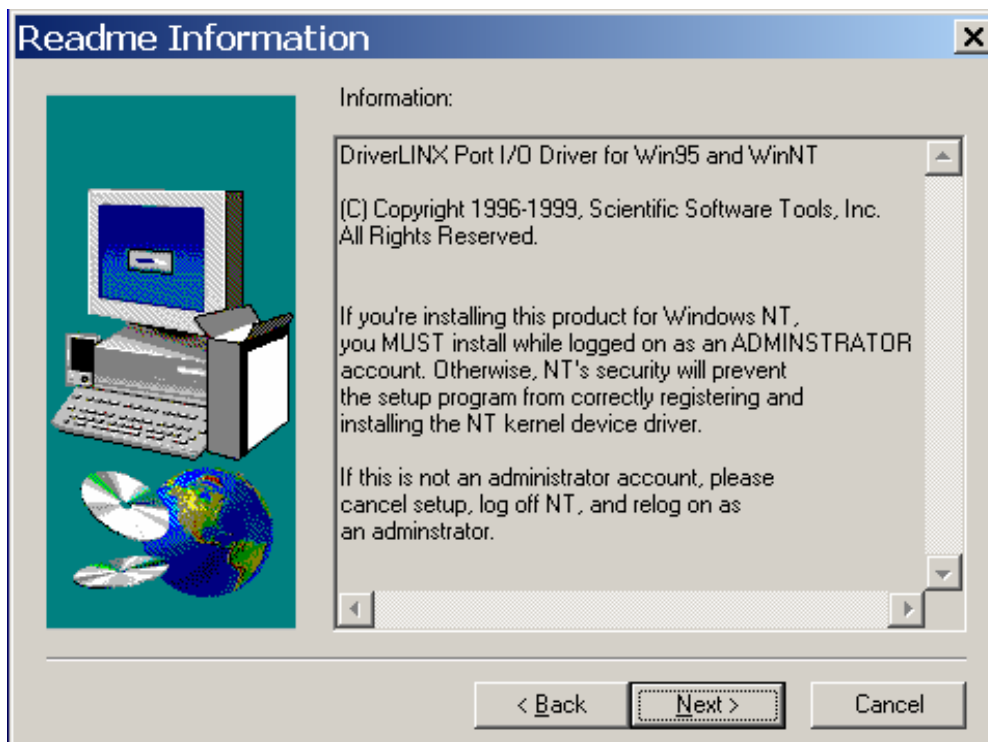 Readme Information
Information:
DriverLINX Port I/O Driver for Win95 and WinNT
(C) Copyright 1996-1999, Scientific Software Tools, Inc.
All Rights Reserved.
If you're installing this product for Windows NT,
you MUST install while logged on as an ADMINSTRATOR
account. Otherwise, NT's security will prevent
the setup program from correctly registering and
installing the NT kernel device driver.
If this is not an administrator account, please
cancel setup, log off NT, and relog on as
an adminstrator.
< Back
Next >
Cancel